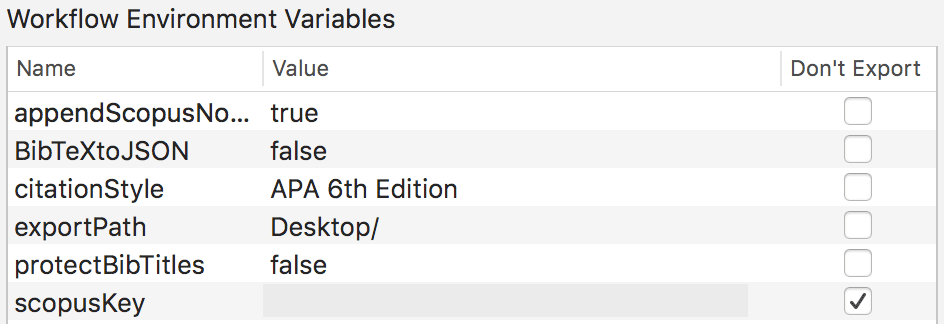 Workflow Environment Variables
Name Value Don't Export
appendScopusNo... true
BibTeXtoJSON false
citationStyle APA 6th Edition
exportPath Desktop/
protectBibTitles false
scopusKey